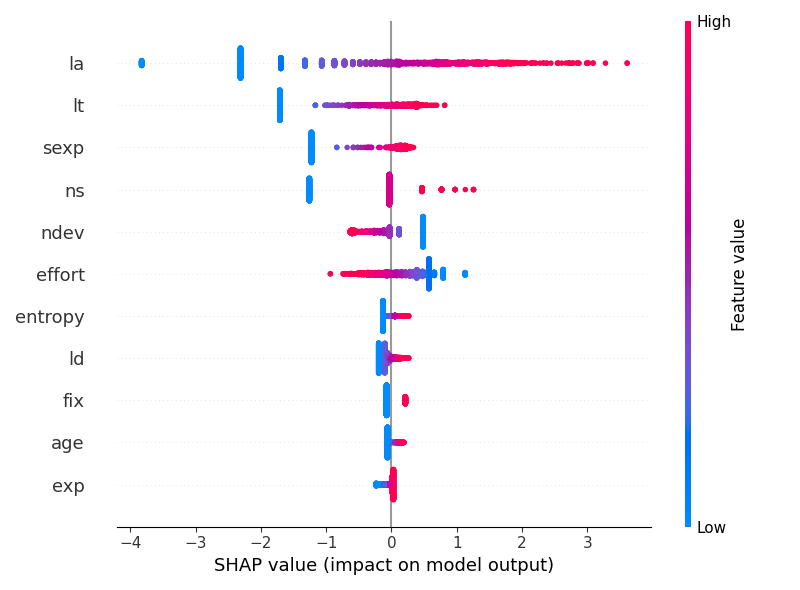 High
la
lt
sexp
ns
ndev
effort
entropy
ld
fix
age
exp
Feature value
Low
−4 −3 −2 −1 0 1 2 3
SHAP value (impact on model output)